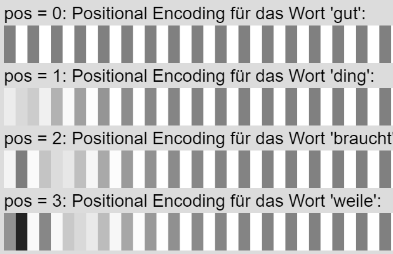 pos = 0: Positional Encoding für das Wort 'gut':
pos = 1: Positional Encoding für das Wort 'ding':
pos = 2: Positional Encoding für das Wort 'braucht'
pos = 3: Positional Encoding für das Wort 'weile':